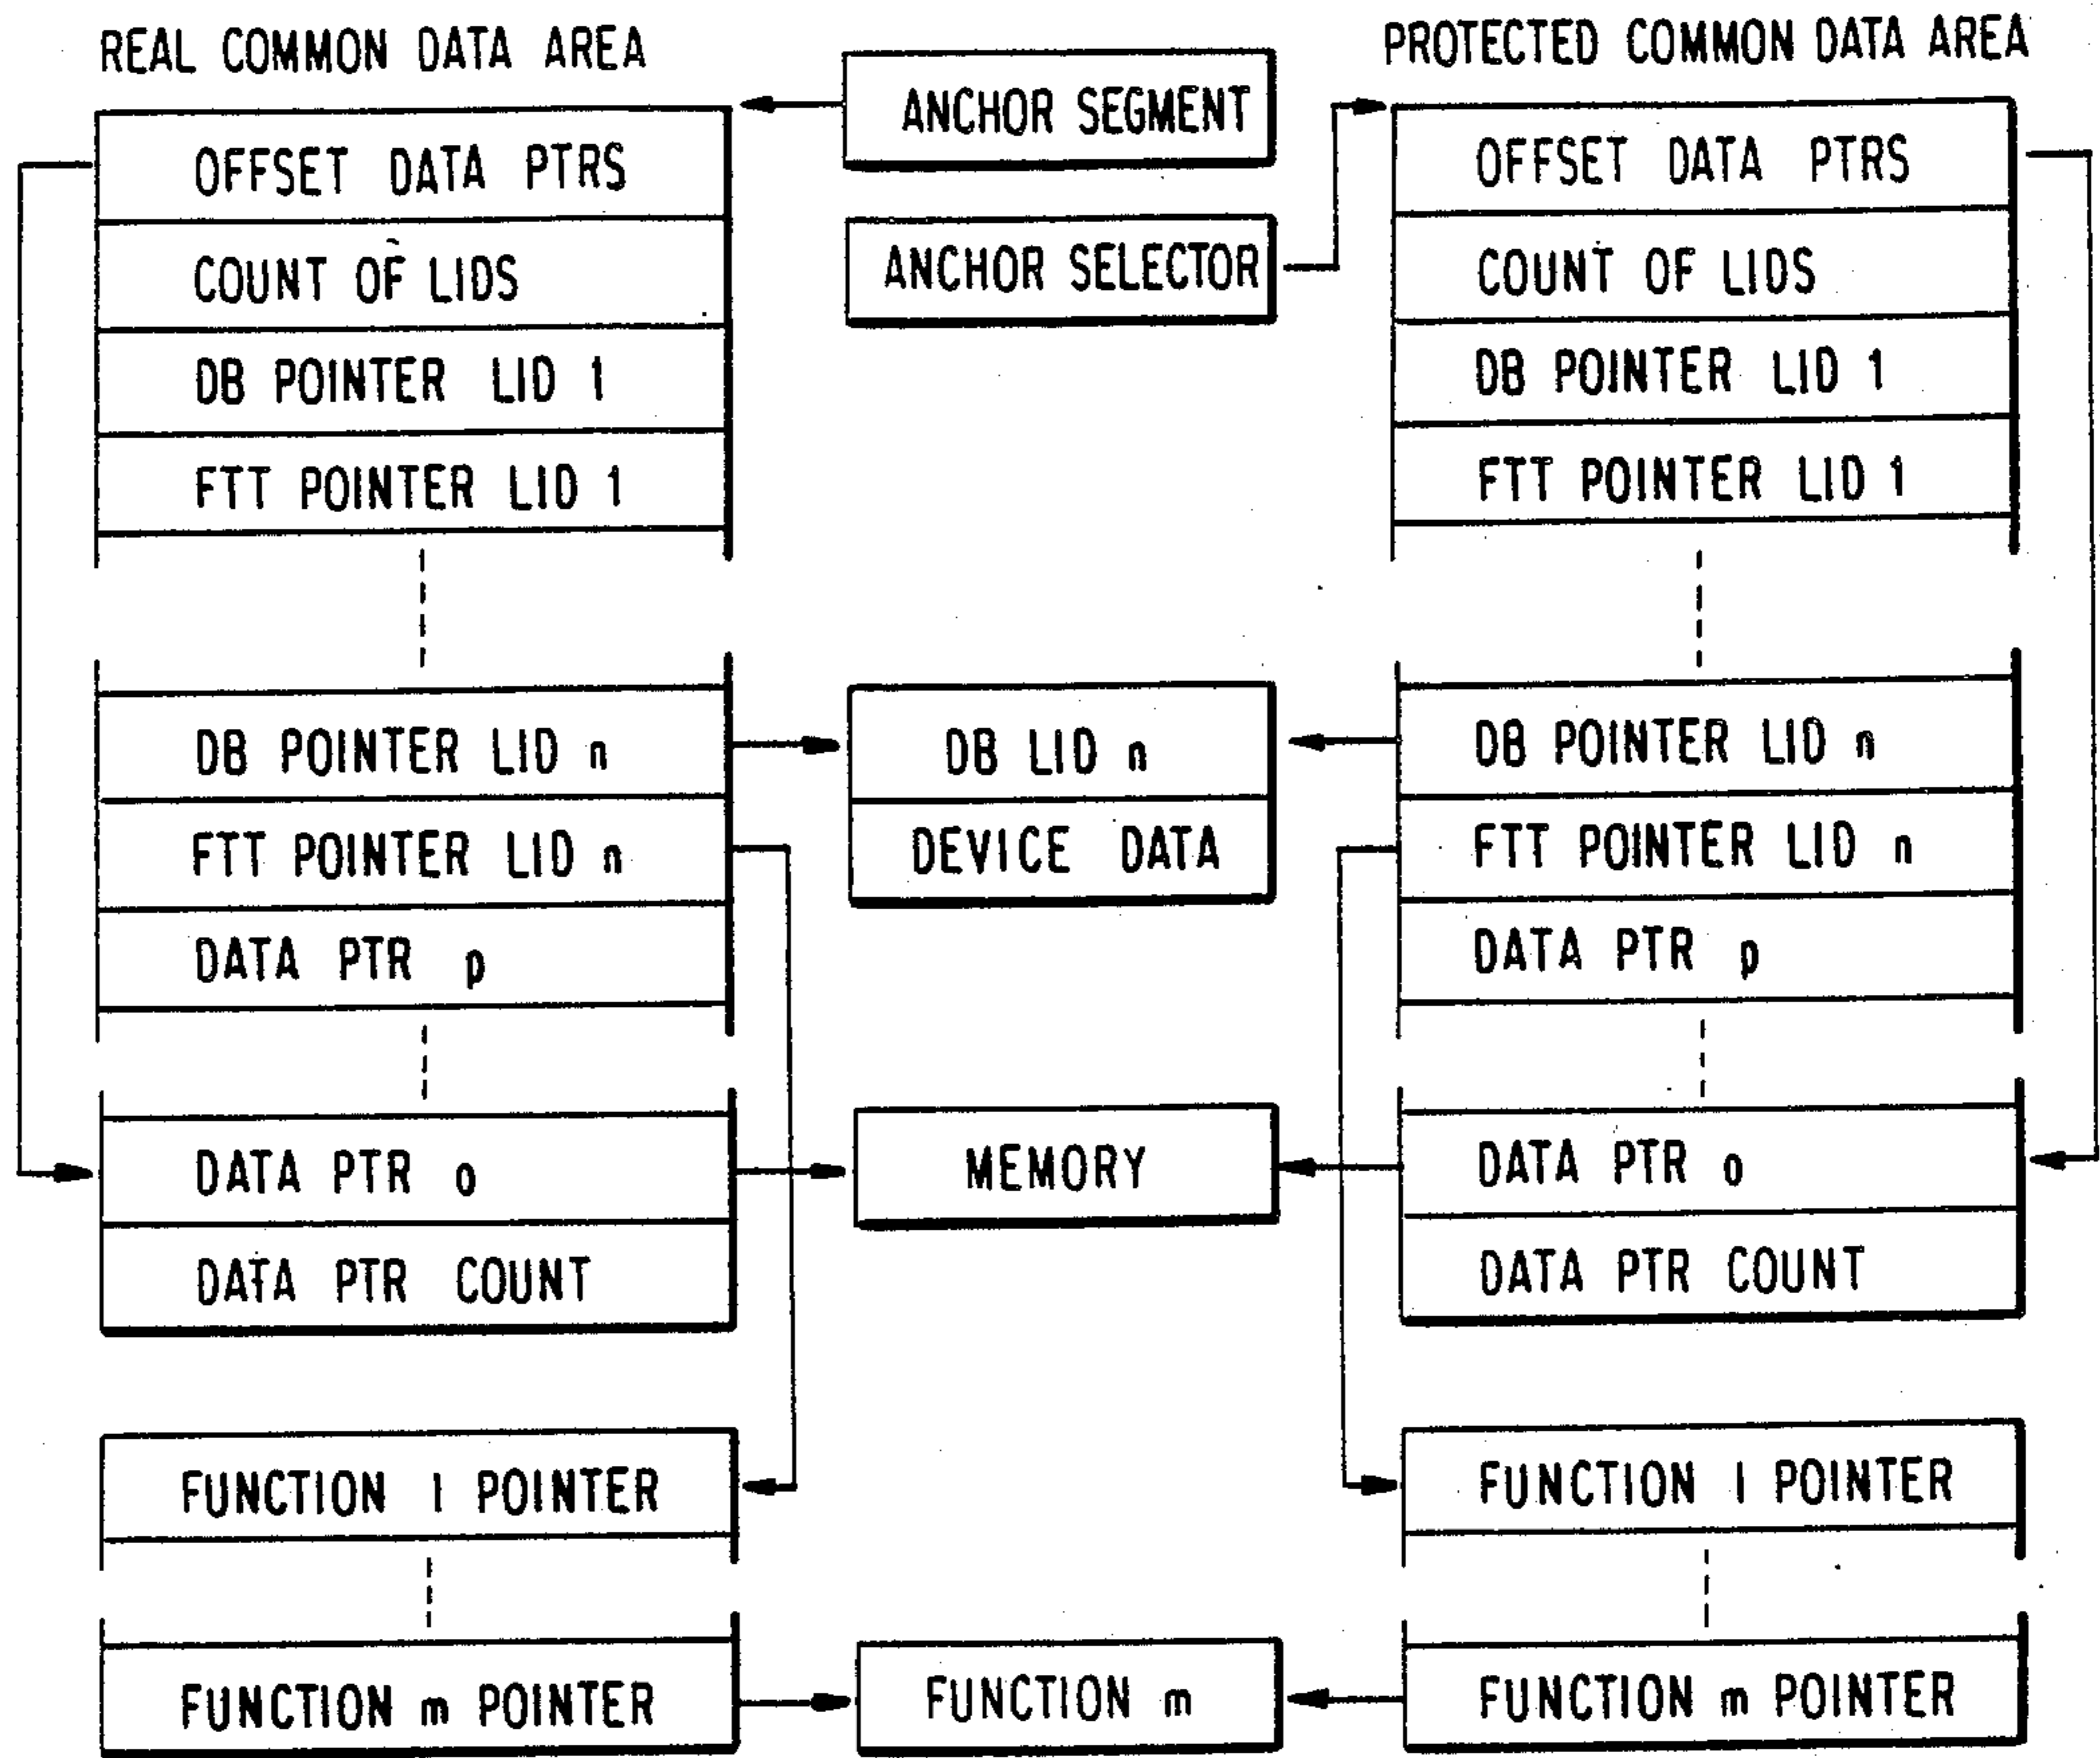 REAL COMMON DATA AREA
OFFSET DATA PTRS
COUNT OF LIDS
DB POINTER LID 1
FTT POINTER LID 1
DB POINTER LID n
FTT POINTER LID n
DATA PTR p
DATA PTR o
DATA PTR COUNT
FUNCTION 1 POINTER
FUNCTION m POINTER
ANCHOR SEGMENT
ANCHOR SELECTOR
DB LID n
DEVICE DATA
MEMORY
FUNCTION m
PROTECTED COMMON DATA AREA
OFFSET DATA PTRS
COUNT OF LIDS
DB POINTER LID 1
FTT POINTER LID 1
DB POINTER LID n
FTT POINTER LID n
DATA PTR p
DATA PTR o
DATA PTR COUNT
FUNCTION 1 POINTER
FUNCTION m POINTER